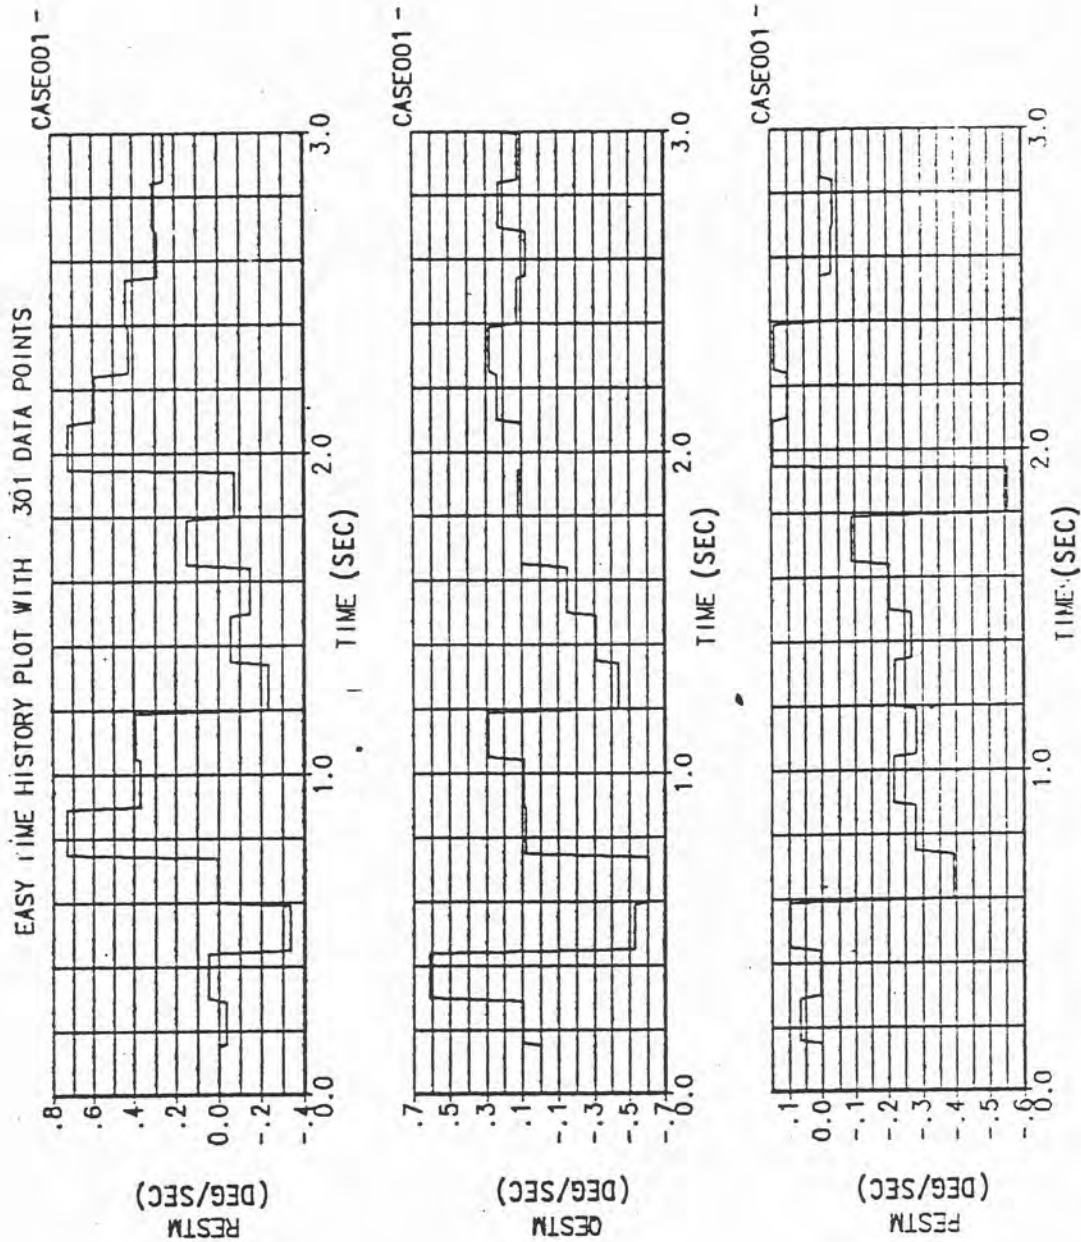 EASY TIME HISTORY PLOT WITH 301 DATA POINTS
CASE001 -
RESTM
(DEG/SEC)
.8
.6
.4
.2
0.
-.2
-.4
0.0
1.0
2.0
3.0
TIME (SEC)
CASE001 -
QESTM
(DEG/SEC)
.7
.5
.3
.1
-.1
-.3
-.5
-.7
0.0
1.0
2.0
3.0
TIME (SEC)
CASE001 -
PESTM
(DEG/SEC)
.1
0.
-.1
-.2
-.3
-.4
-.5
-.6
0.0
1.0
2.0
3.0
TIME (SEC)